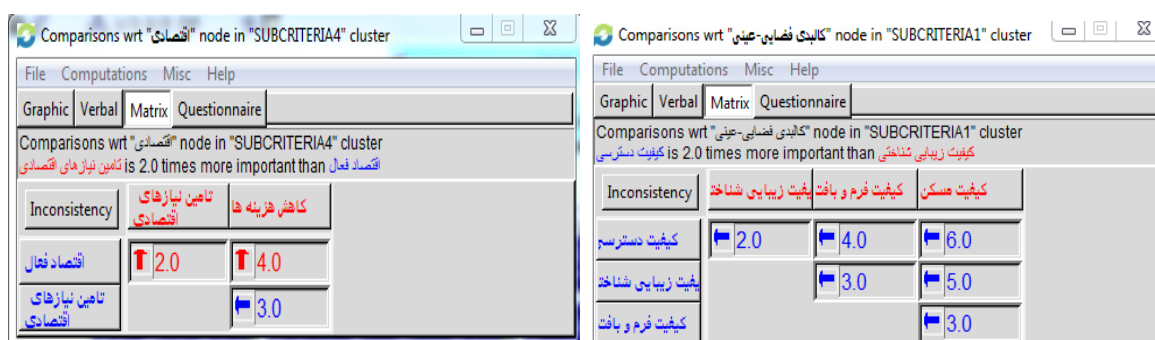 Comparisons wrt "اقتصادی" node in "SUBCRITERIA4" cluster
File Computations Misc Help
Graphic Verbal Matrix Questionnaire
Comparisons wrt "اقتصادی" node in "SUBCRITERIA4" cluster
تامین نیازهای اقتصادی is 2.0 times more important than اقتصاد فعال
Inconsistency تامین نیازهای اقتصادی کاهش هزینه ها
اقتصاد فعال 2.0 4.0
تامین نیازهای اقتصادی 3.0
Comparisons wrt "کالبدی فضایی-عینی" node in "SUBCRITERIA1" cluster
File Computations Misc Help
Graphic Verbal Matrix Questionnaire
Comparisons wrt "کالبدی فضایی-عینی" node in "SUBCRITERIA1" cluster
کیفیت دسترسی is 2.0 times more important than کیفیت زیبایی شناختی
Inconsistency یفیت زیبایی شناخت کیفیت فرم و بافت کیفیت مسکن
کیفیت دسترسی 2.0 4.0 6.0
یفیت زیبایی شناخت 3.0 5.0
کیفیت فرم و بافت 3.0